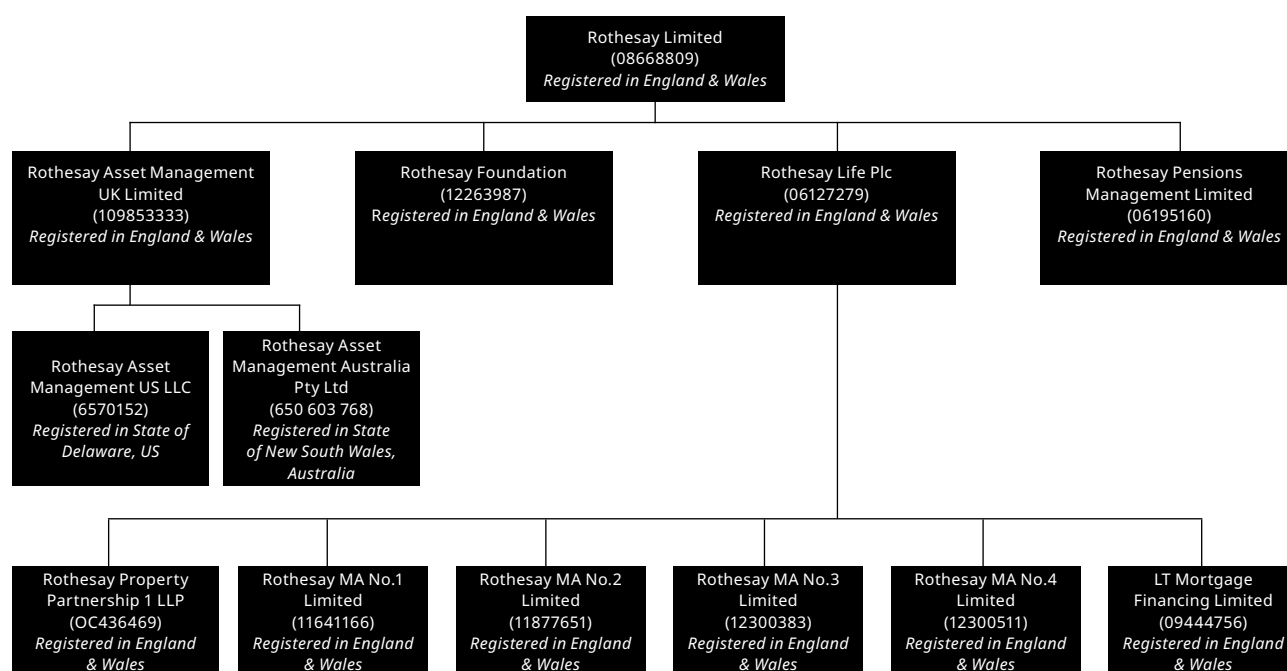 Rothesay Limited
(08668809)
Registered in England & Wales
Rothesay Asset Management
UK Limited
(109853333)
Registered in England & Wales
Rothesay Foundation
(12263987)
Registered in England & Wales
Rothesay Life Plc
(06127279)
Registered in England & Wales
Rothesay Pensions
Management Limited
(06195160)
Registered in England & Wales
Rothesay Asset
Management US LLC
(6570152)
Registered in State of
Delaware, US
Rothesay Asset
Management Australia
Pty Ltd
(650 603 768)
Registered in State
of New South Wales,
Australia
Rothesay Property
Partnership 1 LLP
(OC436469)
Registered in England
& Wales
Rothesay MA No.1
Limited
(11641166)
Registered in England
& Wales
Rothesay MA No.2
Limited
(11877651)
Registered in England
& Wales
Rothesay MA No.3
Limited
(12300383)
Registered in England
& Wales
Rothesay MA No.4
Limited
(12300511)
Registered in England
& Wales
LT Mortgage
Financing Limited
(09444756)
Registered in England
& Wales